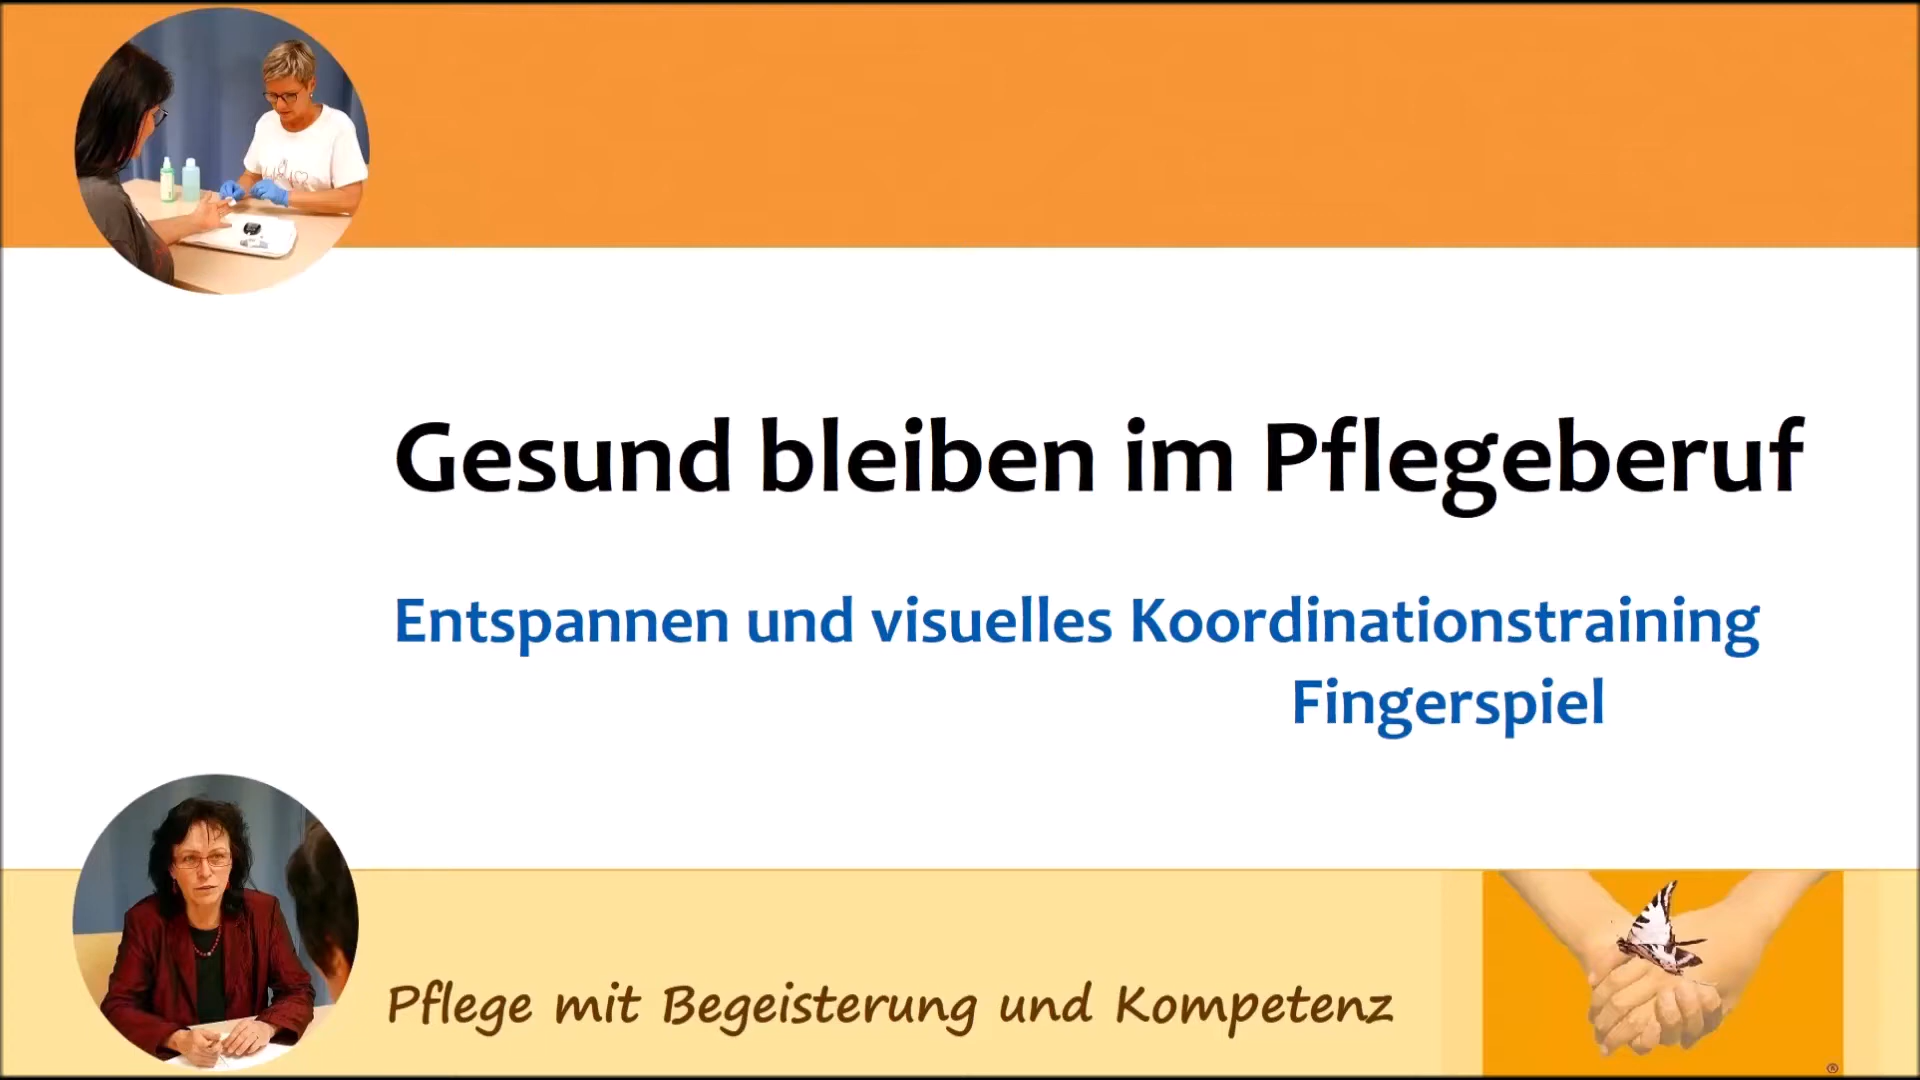 Gesund bleiben im Pflegeberuf
Entspannen und visuelles Koordinationstraining
Fingerspiel
Pflege mit Begeisterung und Kompetenz
®